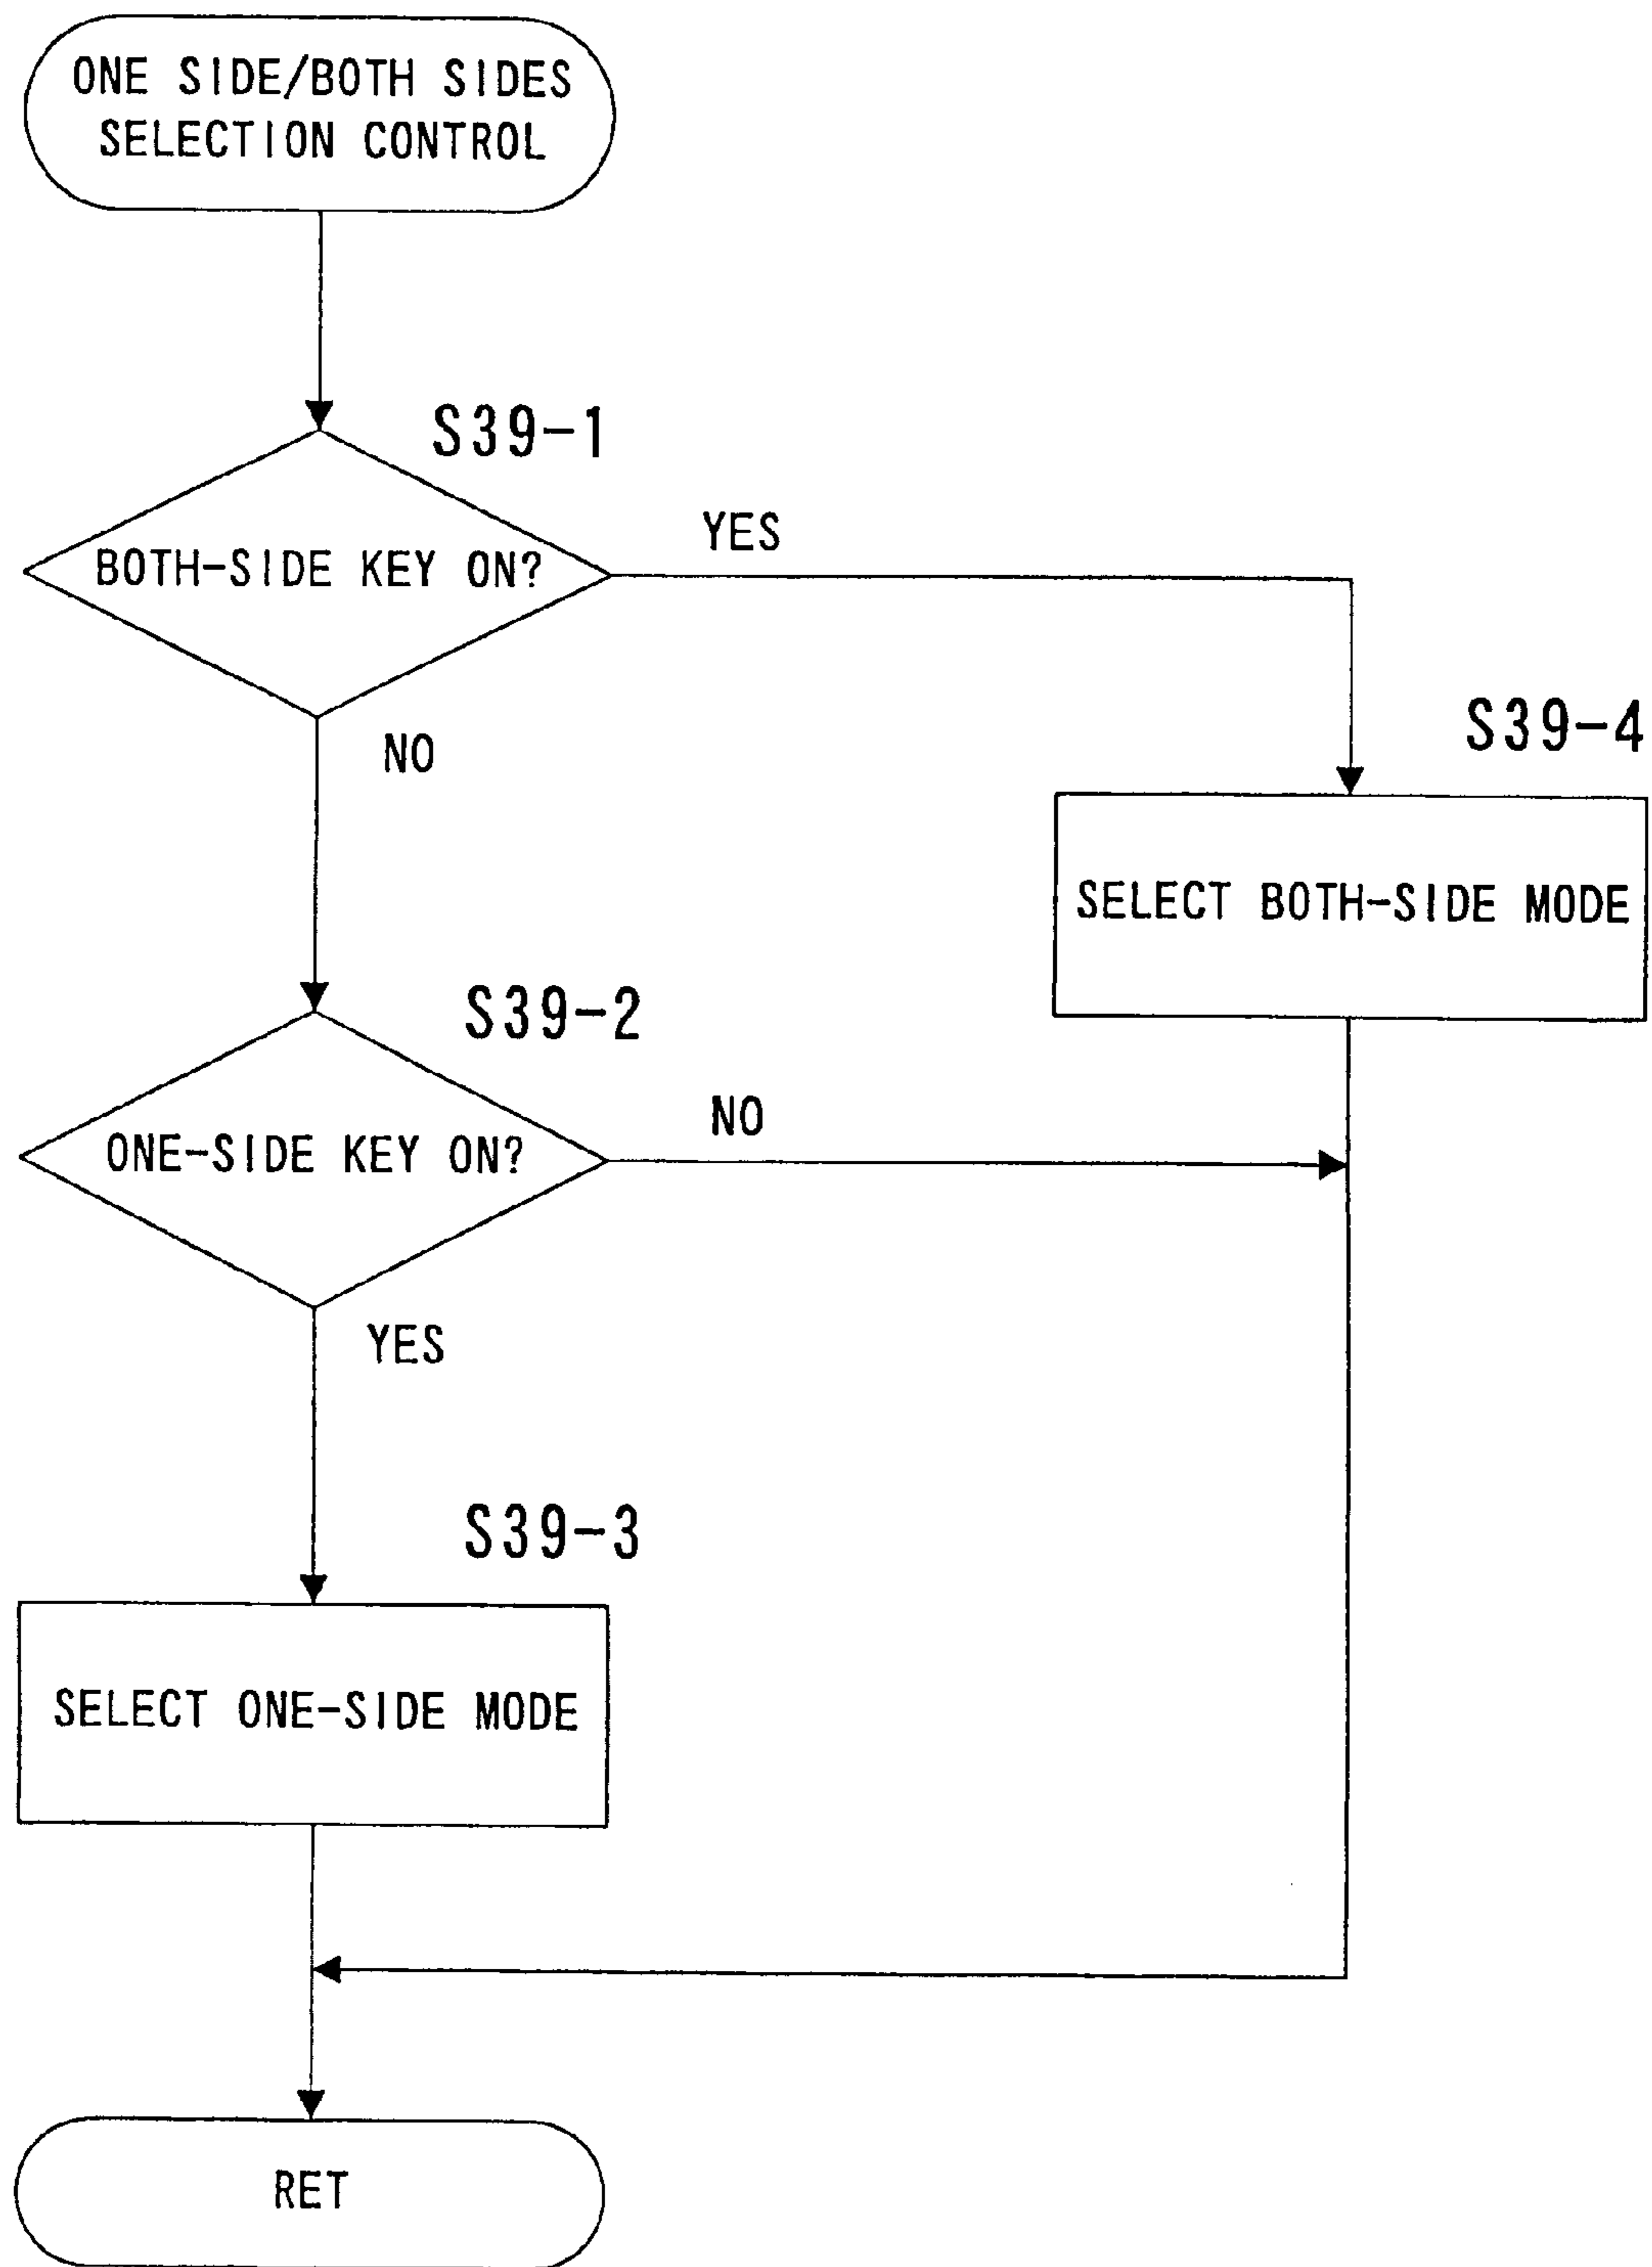 ONE SIDE/BOTH SIDES
SELECTION CONTROL
S39-1
BOTH-SIDE KEY ON?
YES
NO
S39-4
SELECT BOTH-SIDE MODE
S39-2
ONE-SIDE KEY ON?
NO
YES
S39-3
SELECT ONE-SIDE MODE
RET